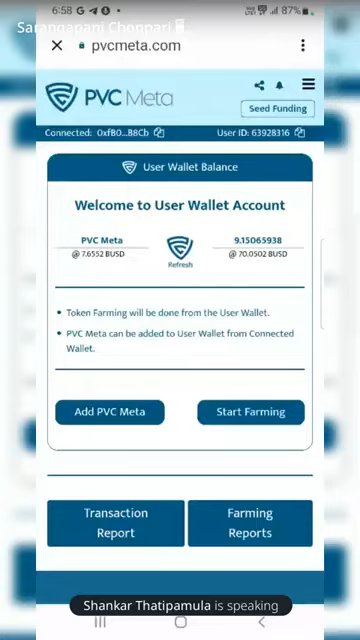 6:58
87%
Sarangapani Choppari
pvcmeta.com
PVC Meta
Seed Funding
Connected: 0xfB0...B8Cb
User ID: 63928316
User Wallet Balance
Welcome to User Wallet Account
PVC Meta
9.15065938
@ 7.6552 BUSD
@ 70.0502 BUSD
Refresh
Token Farming will be done from the User Wallet.
PVC Meta can be added to User Wallet from Connected
Wallet.
Add PVC Meta
Start Farming
Transaction
Report
Farming
Reports
Shankar Thatipamula is speaking